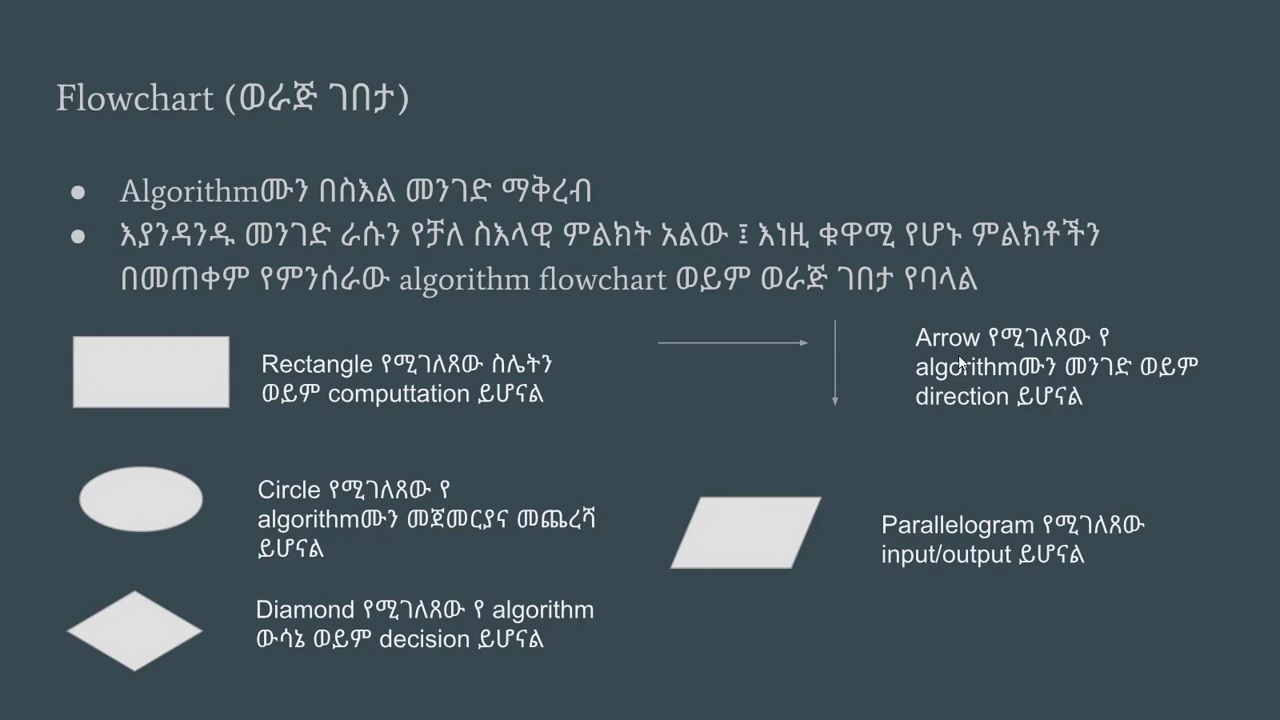 Flowchart (ወራጅ ገበታ)
● Algorithmሙን በስእል መንገድ ማቅረብ
● እያንዳንዱ መንገድ ራሱን የቻለ ስእላዊ ምልክት አልው ፤ እነዚ ቁዋሚ የሆኑ ምልክቶችን
በመጠቀም የምንሰራው algorithm flowchart ወይም ወራጅ ገበታ የባላል
Rectangle የሚገለጸው ስሌትን
ወይም computtation ይሆናል
Arrow የሚገለጸው የ
algorithmሙን መንገድ ወይም
direction ይሆናል
Circle የሚገለጸው የ
algorithmሙን መጀመርያና መጨረሻ
ይሆናል
Parallelogram የሚገለጸው
input/output ይሆናል
Diamond የሚገለጸው የ algorithm
ውሳኔ ወይም decision ይሆናል